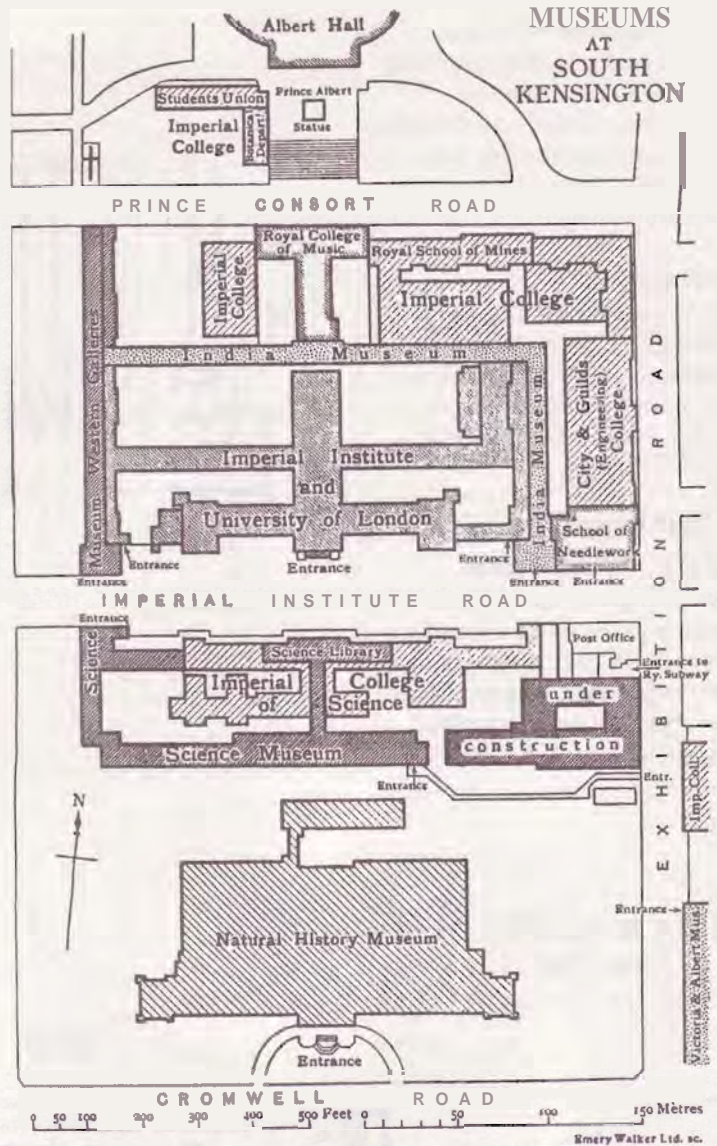 MUSEUMS
AT
SOUTH
KENSINGTON
Albert Hall
Students Union
Prince Albert
Statue
Imperial
College
Botanical
Depart.t
PRINCE CONSORT ROAD
Royal College
of Music
Royal School of Mines
Imperial
College.
Imperial College
Museum Western Galleries
India Museum
India Museum
City & Guilds
(Engineering)
College.
Imperial Institute
and
University of London
School of
Needlework
Entrance
Entrance
Entrance
Entrance
Entrance
Entrance
IMPERIAL INSTITUTE ROAD
Entrance
Science
Science Library
Post Office
Entrance to
Ry. Subway
Imperial College
of Science
under
construction
Science Museum
Entrance
Entr.
EXHIBITION ROAD
Imp. Coll.
N
Natural History Museum
Entrance
Victoria & Albert Mus.
Entrance
CROMWELL ROAD
0 50 100 200 300 400 500 Feet 0 50 100 150 Mètres
Emery Walker Ltd. sc.